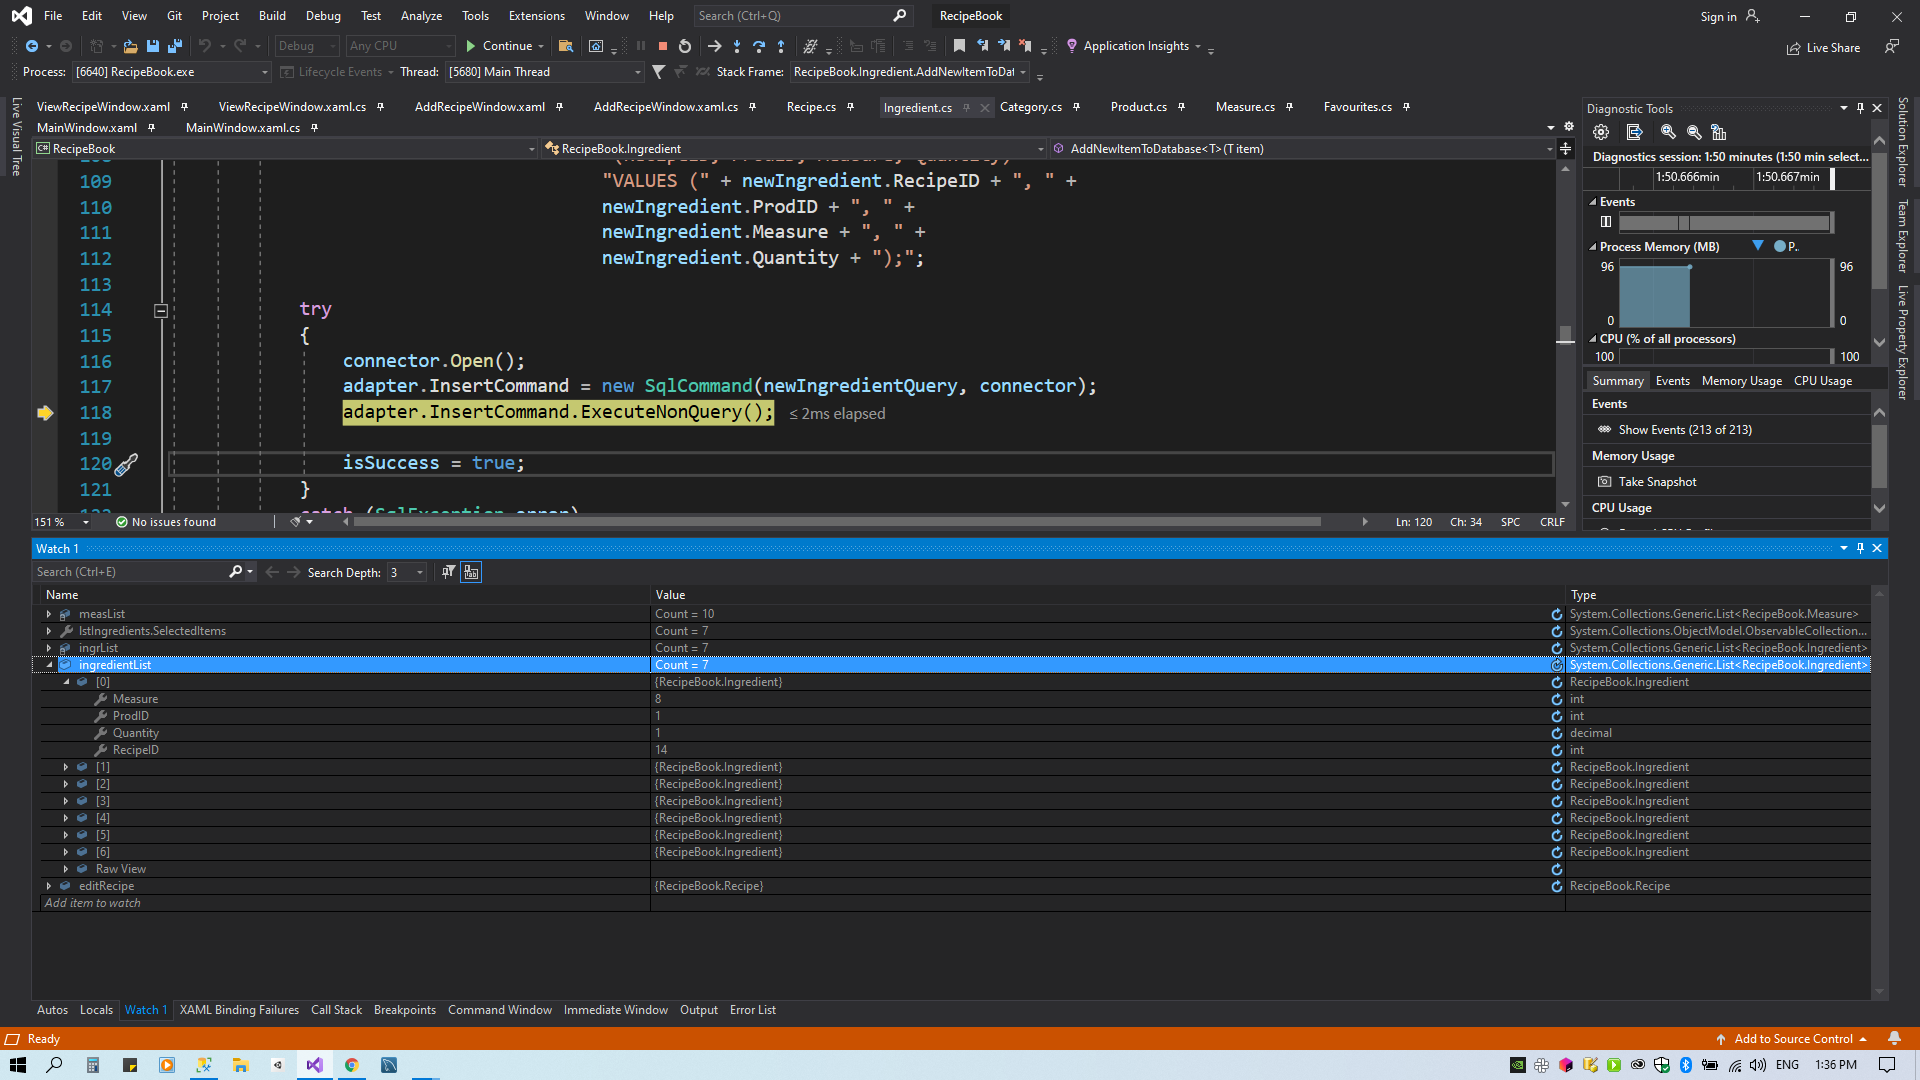 File Edit View Git Project Build Debug Test Analyze Tools Extensions Window Help Search (Ctrl+Q) RecipeBook Sign in
Debug Any CPU Continue Application Insights Live Share
Process: [6640] RecipeBook.exe Lifecycle Events Thread: [5680] Main Thread Stack Frame: RecipeBook.Ingredient.AddNewItemToDat
Live Visual Tree
ViewRecipeWindow.xaml ViewRecipeWindow.xaml.cs AddRecipeWindow.xaml AddRecipeWindow.xaml.cs Recipe.cs Ingredient.cs Category.cs Product.cs Measure.cs Favourites.cs
MainWindow.xaml MainWindow.xaml.cs
RecipeBook RecipeBook.Ingredient AddNewItemToDatabase<T>(T item)
109 "VALUES (" + newIngredient.RecipeID + ", " +
110 newIngredient.ProdID + ", " +
111 newIngredient.Measure + ", " +
112 newIngredient.Quantity + ");";
113
114 try
115 {
116 connector.Open();
117 adapter.InsertCommand = new SqlCommand(newIngredientQuery, connector);
118 adapter.InsertCommand.ExecuteNonQuery(); ≤ 2ms elapsed
119
120 isSuccess = true;
121 }
151 % No issues found Ln: 120 Ch: 34 SPC CRLF
Diagnostic Tools
Diagnostics session: 1:50 minutes (1:50 min select...
1:50.666min 1:50.667min
Events
Process Memory (MB) P..
96 96
0 0
CPU (% of all processors)
100 100
Summary Events Memory Usage CPU Usage
Events
Show Events (213 of 213)
Memory Usage
Take Snapshot
CPU Usage
Solution Explorer
Team Explorer
Live Property Explorer
Watch 1
Search (Ctrl+E) Search Depth: 3
Name Value Type
measList Count = 10 System.Collections.Generic.List<RecipeBook.Measure>
lstIngredients.SelectedItems Count = 7 System.Collections.ObjectModel.ObservableCollection...
ingrList Count = 7 System.Collections.Generic.List<RecipeBook.Ingredient>
ingredientList Count = 7 System.Collections.Generic.List<RecipeBook.Ingredient>
[0] {RecipeBook.Ingredient} RecipeBook.Ingredient
Measure 8 int
ProdID 1 int
Quantity 1 decimal
RecipeID 14 int
[1] {RecipeBook.Ingredient} RecipeBook.Ingredient
[2] {RecipeBook.Ingredient} RecipeBook.Ingredient
[3] {RecipeBook.Ingredient} RecipeBook.Ingredient
[4] {RecipeBook.Ingredient} RecipeBook.Ingredient
[5] {RecipeBook.Ingredient} RecipeBook.Ingredient
[6] {RecipeBook.Ingredient} RecipeBook.Ingredient
Raw View
editRecipe {RecipeBook.Recipe} RecipeBook.Recipe
Add item to watch
Autos Locals Watch 1 XAML Binding Failures Call Stack Breakpoints Command Window Immediate Window Output Error List
Ready Add to Source Control
ENG 1:36 PM